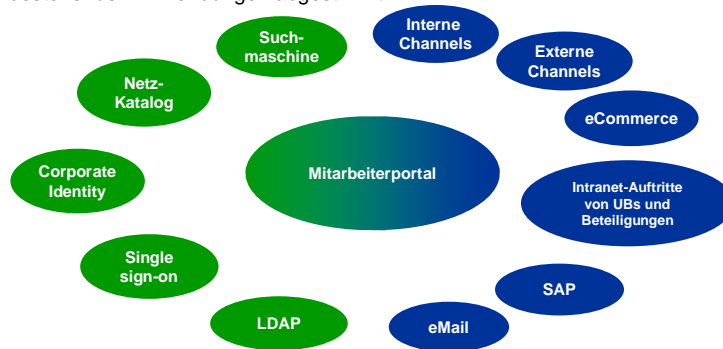 Such-
maschine
Interne
Channels
Externe
Channels
Netz-
Katalog
eCommerce
Corporate
Identity
Mitarbeiterportal
Intranet-Auftritte
von UBs und
Beteiligungen
Single
sign-on
SAP
LDAP
eMail